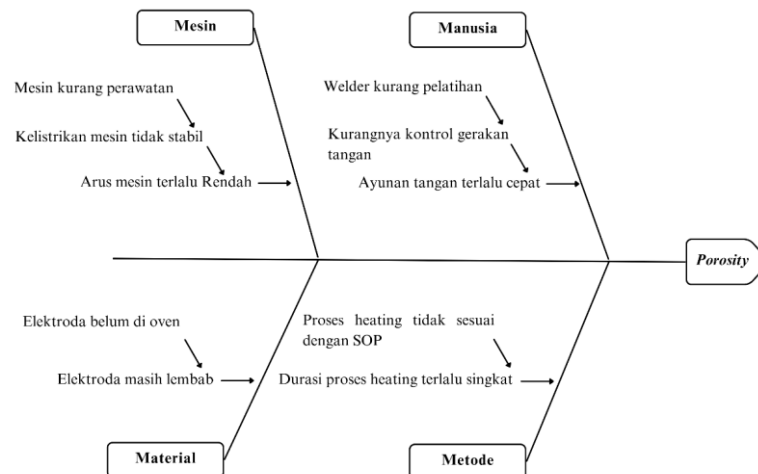 Mesin
Manusia
Mesin kurang perawatan
Welder kurang pelatihan
Kelistrikan mesin tidak stabil
Kurangnya kontrol gerakan
tangan
Arus mesin terlalu Rendah
Ayunan tangan terlalu cepat
Porosity
Elektroda belum di oven
Proses heating tidak sesuai
dengan SOP
Elektroda masih lembab
Durasi proses heating terlalu singkat
Material
Metode